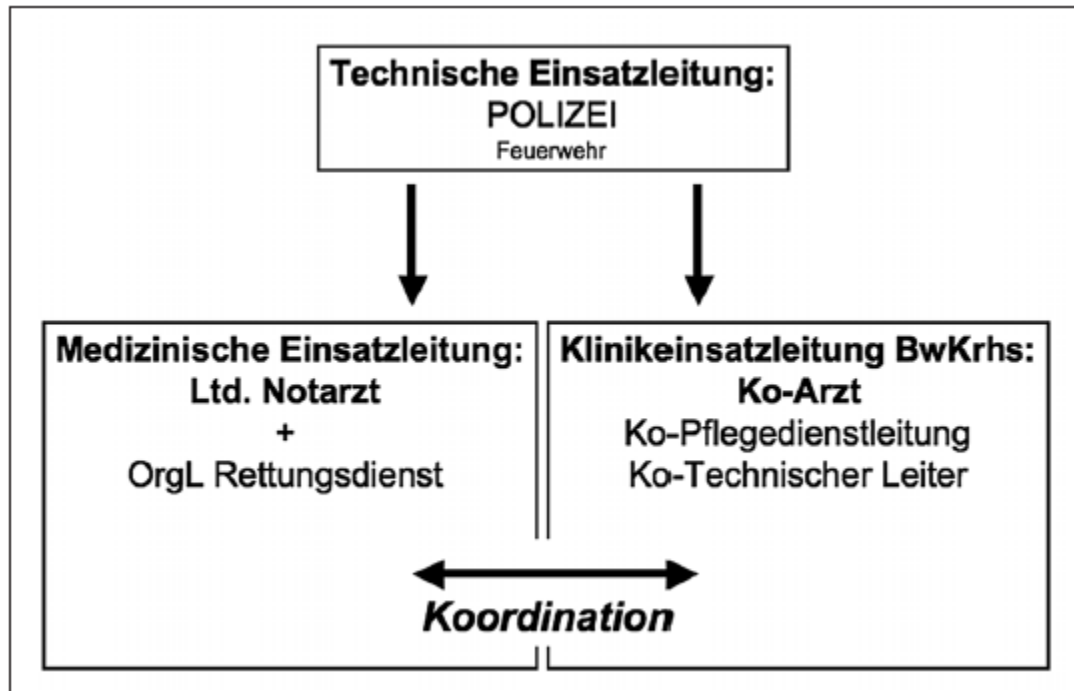 Technische Einsatzleitung:
POLIZEI
Feuerwehr
Medizinische Einsatzleitung:
Ltd. Notarzt
+
OrgL Rettungsdienst
Klinikeinsatzleitung BwKrhs:
Ko-Arzt
Ko-Pflegedienstleitung
Ko-Technischer Leiter
Koordination